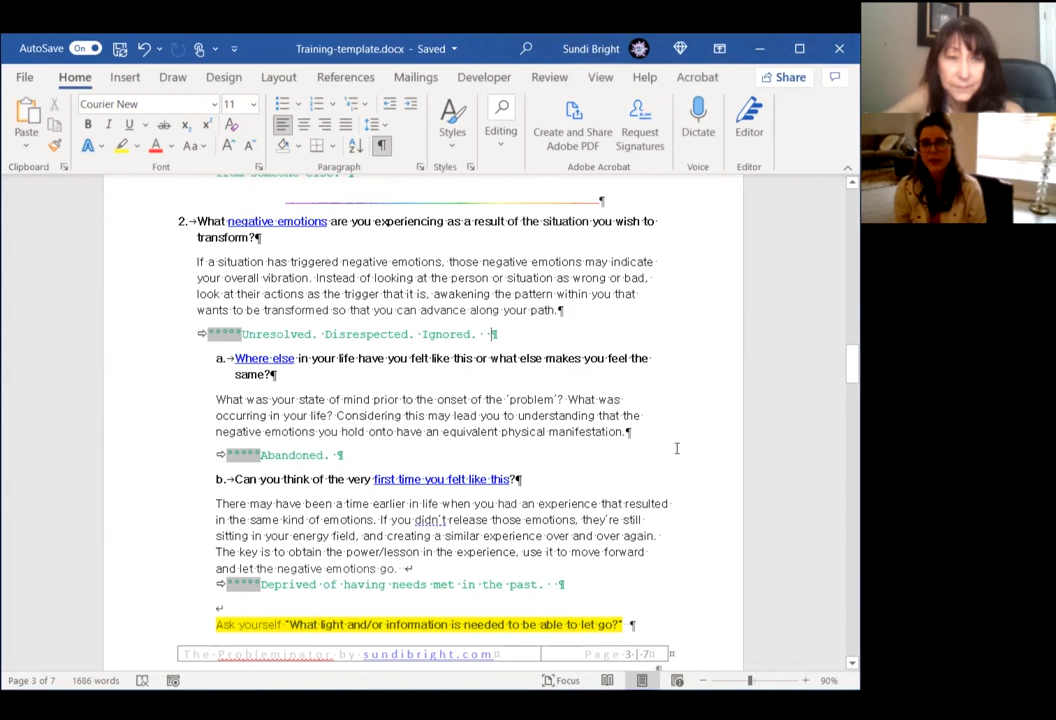 AutoSave On Training-template.docx - Saved Sundi Bright
File Home Insert Draw Design Layout References Mailings Developer Review View Help Acrobat Share
Courier New 11
Paste Styles Editing Create and Share Adobe PDF Request Signatures Dictate Editor
Clipboard Font Paragraph Styles Adobe Acrobat Voice Editor
from someone else. ¶
2. What negative emotions are you experiencing as a result of the situation you wish to
transform?¶
If a situation has triggered negative emotions, those negative emotions may indicate
your overall vibration. Instead of looking at the person or situation as wrong or bad,
look at their actions as the trigger that it is, awakening the pattern within you that
wants to be transformed so that you can advance along your path.¶
Unresolved. Disrespected. Ignored. ¶
a. Where else in your life have you felt like this or what else makes you feel the
same?¶
What was your state of mind prior to the onset of the 'problem'? What was
occurring in your life? Considering this may lead you to understanding that the
negative emotions you hold onto have an equivalent physical manifestation.¶
Abandoned. ¶
b. Can you think of the very first time you felt like this?¶
There may have been a time earlier in life when you had an experience that resulted
in the same kind of emotions. If you didn't release those emotions, they're still
sitting in your energy field, and creating a similar experience over and over again.
The key is to obtain the power/lesson in the experience, use it to move forward
and let the negative emotions go.
Deprived of having needs met in the past. ¶
Ask yourself "What light and/or information is needed to be able to let go?" ¶
The Probleminator by sundibright.com Page 3 | 7
Page 3 of 7 1686 words Focus 90%